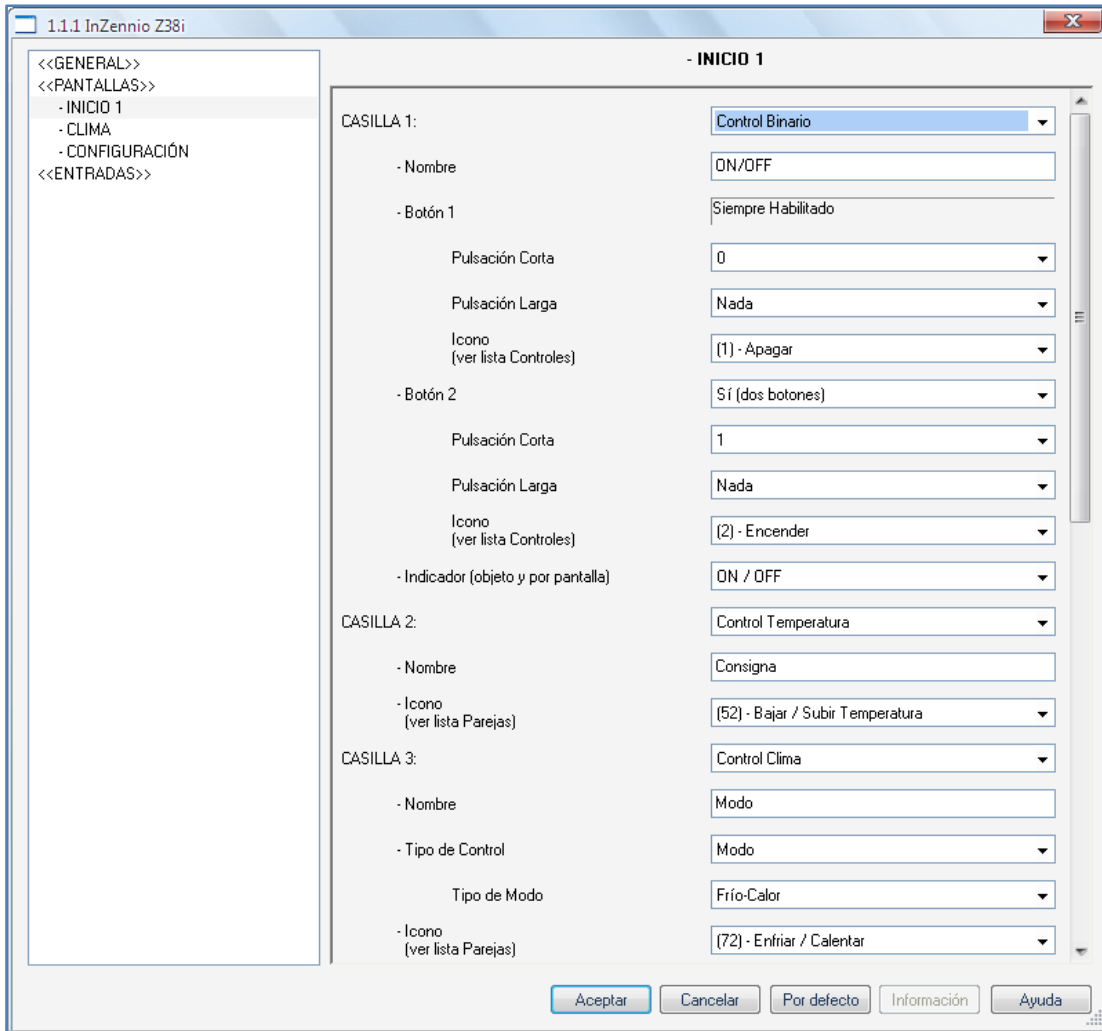 1.1.1 InZennio Z38i
<<GENERAL>>
<<PANTALLAS>>
- INICIO 1
- CLIMA
- CONFIGURACIÓN
<<ENTRADAS>>
- INICIO 1
CASILLA 1: Control Binario
- Nombre ON/OFF
- Botón 1 Siempre Habilitado
Pulsación Corta 0
Pulsación Larga Nada
Icono
(ver lista Controles) (1) - Apagar
- Botón 2 Sí (dos botones)
Pulsación Corta 1
Pulsación Larga Nada
Icono
(ver lista Controles) (2) - Encender
- Indicador (objeto y por pantalla) ON / OFF
CASILLA 2: Control Temperatura
- Nombre Consigna
- Icono
(ver lista Parejas) (52) - Bajar / Subir Temperatura
CASILLA 3: Control Clima
- Nombre Modo
- Tipo de Control Modo
Tipo de Modo Frío-Calor
- Icono
(ver lista Parejas) (72) - Enfriar / Calentar
Aceptar Cancelar Por defecto Información Ayuda